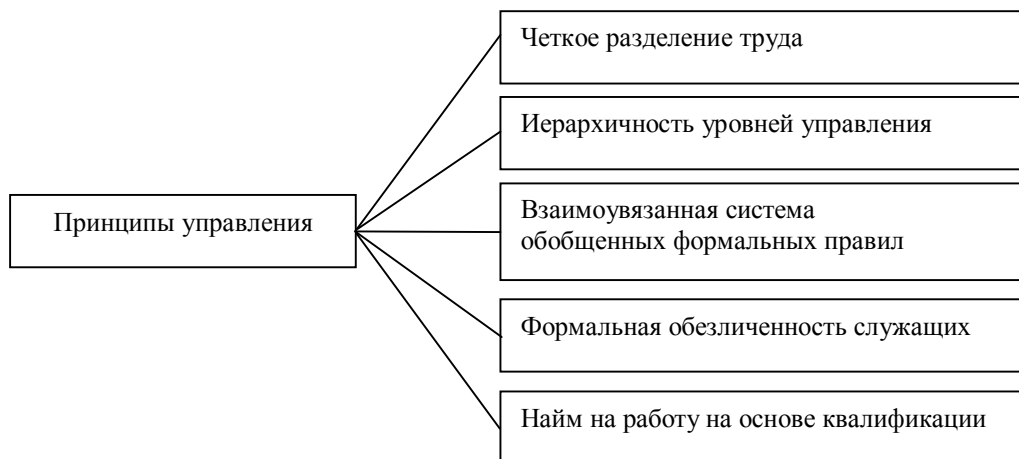 Четкое разделение труда
Иерархичность уровней управления
Принципы управления
Взаимоувязанная система
обобщенных формальных правил
Формальная обезличенность служащих
Найм на работу на основе квалификации